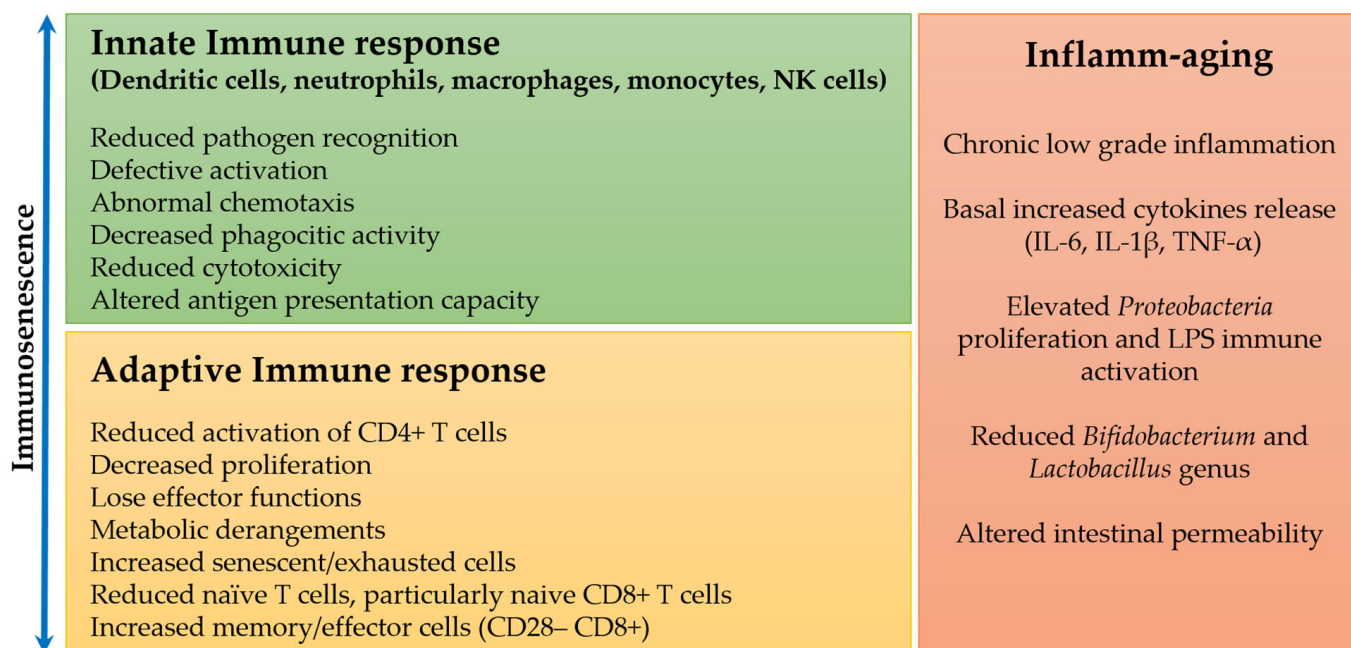 Immunosenescence
Innate Immune response
(Dendritic cells, neutrophils, macrophages, monocytes, NK cells)
Reduced pathogen recognition
Defective activation
Abnormal chemotaxis
Decreased phagocitic activity
Reduced cytotoxicity
Altered antigen presentation capacity
Adaptive Immune response
Reduced activation of CD4+ T cells
Decreased proliferation
Lose effector functions
Metabolic derangements
Increased senescent/exhausted cells
Reduced naïve T cells, particularly naive CD8+ T cells
Increased memory/effector cells (CD28– CD8+)
Inflamm-aging
Chronic low grade inflammation
Basal increased cytokines release
(IL-6, IL-1β, TNF-α)
Elevated Proteobacteria
proliferation and LPS immune
activation
Reduced Bifidobacterium and
Lactobacillus genus
Altered intestinal permeability